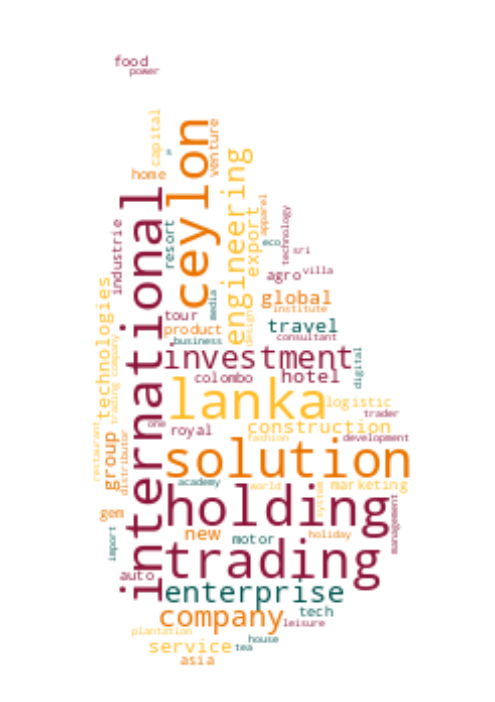 food
power
capital
ceylon
venture
a
home
engineering
international
export
apparel
technology
industrie
resort
eco
sri
agro
villa
technologies
media
global
institute
tour
design
travel
product
business
consultant
company
investment
digital
colombo
hotel
trading
lanka
logistic
trader
one
royal
construction
fashion
development
restaurant
group
distributor
solution
academy
world
system
marketing
holding
management
gem
import
new
motor
holiday
trading
auto
enterprise
tech
company
leisure
plantation
service
house
tea
asia